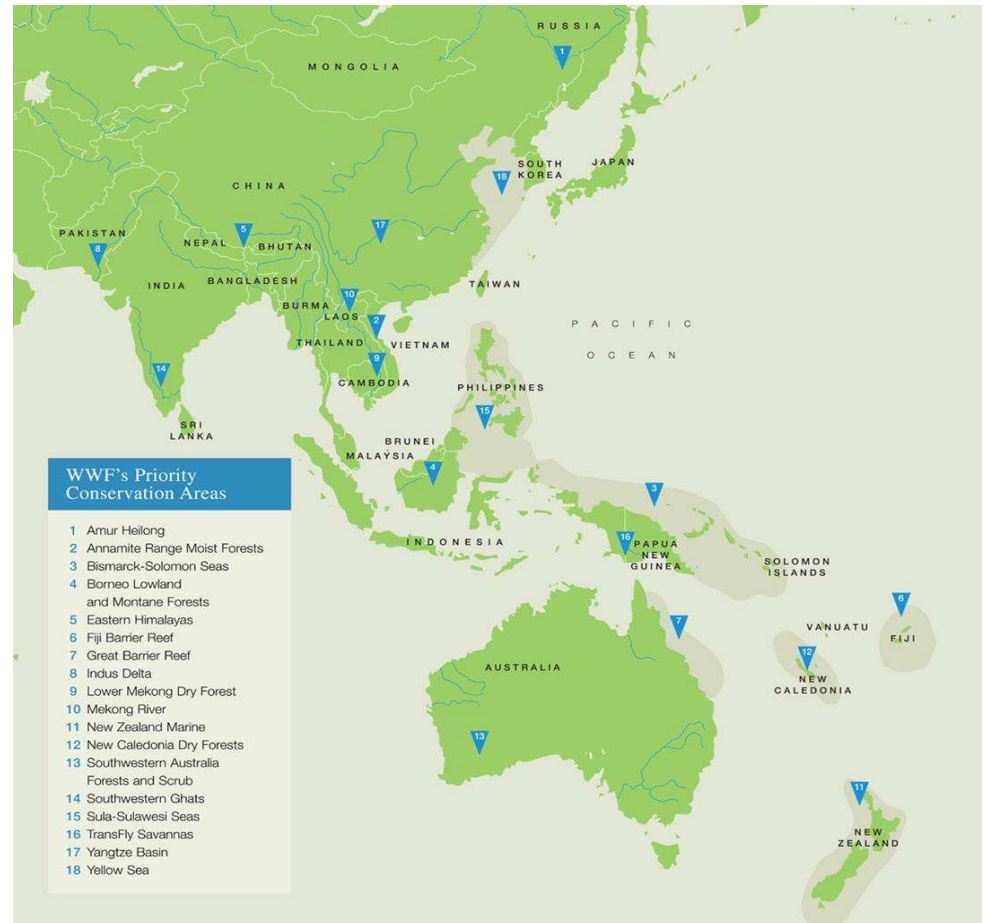 RUSSIA
1
MONGOLIA
SOUTH
KOREA
JAPAN
18
CHINA
17
5
PAKISTAN
8
NEPAL
BHUTAN
INDIA
BANGLADESH
TAIWAN
10
BURMA
LAOS
2
PACIFIC
OCEAN
THAILAND
VIETNAM
9
14
CAMBODIA
PHILIPPINES
15
SRI
LANKA
BRUNEI
MALAYSIA
4
3
INDONESIA
16
PAPUA
NEW
GUINEA
SOLOMON
ISLANDS
6
7
VANUATU
FIJI
12
NEW
CALEDONIA
AUSTRALIA
13
11
NEW
ZEALAND
WWF's Priority
Conservation Areas
1 Amur Heilong
2 Annamite Range Moist Forests
3 Bismarck-Solomon Seas
4 Borneo Lowland
and Montane Forests
5 Eastern Himalayas
6 Fiji Barrier Reef
7 Great Barrier Reef
8 Indus Delta
9 Lower Mekong Dry Forest
10 Mekong River
11 New Zealand Marine
12 New Caledonia Dry Forests
13 Southwestern Australia
Forests and Scrub
14 Southwestern Ghats
15 Sula-Sulawesi Seas
16 TransFly Savannas
17 Yangtze Basin
18 Yellow Sea